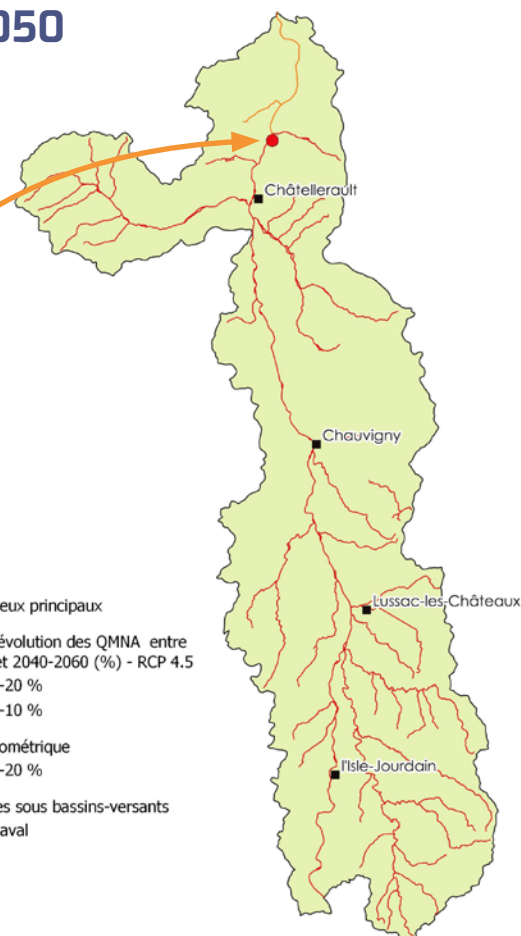 050
Châtellerault
Chauvigny
Lussac-les-Châteaux
l'Isle-Jourdain
eux principaux
évolution des QMNA entre
et 2040-2060 (%) - RCP 4.5
-20 %
-10 %
ométrique
-20 %
es sous bassins-versants
aval